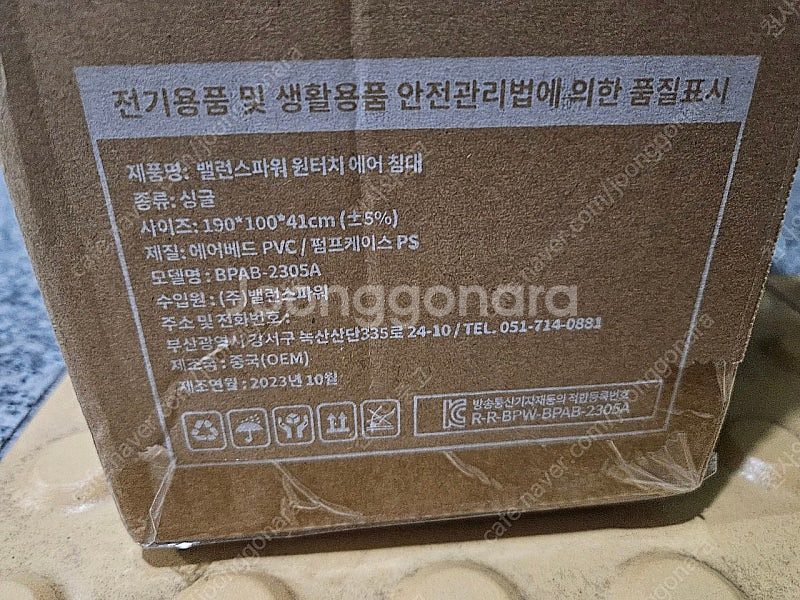 전기용품 및 생활용품 안전관리법에 의한 품질표시
제품명: 밸런스파워 원터치 에어 침대
종류: 싱글
사이즈: 190*100*41cm (±5%)
제질: 에어베드 PVC / 펌프케이스 PS
모델명 : BPAB-2305A
수입원 : (주)밸런스파워
주소 및 전화번호 :
부산광역시 강서구 녹산산단335로 24-10 / TEL. 051-714-0881
제조국 : 중국(OEM)
제조연월 : 2023년 10월
방송통신기자재등의 적합등록번호
R-R-BPW-BPAB-2305A
Joonggonara
cafe.naver.com/joonggonara